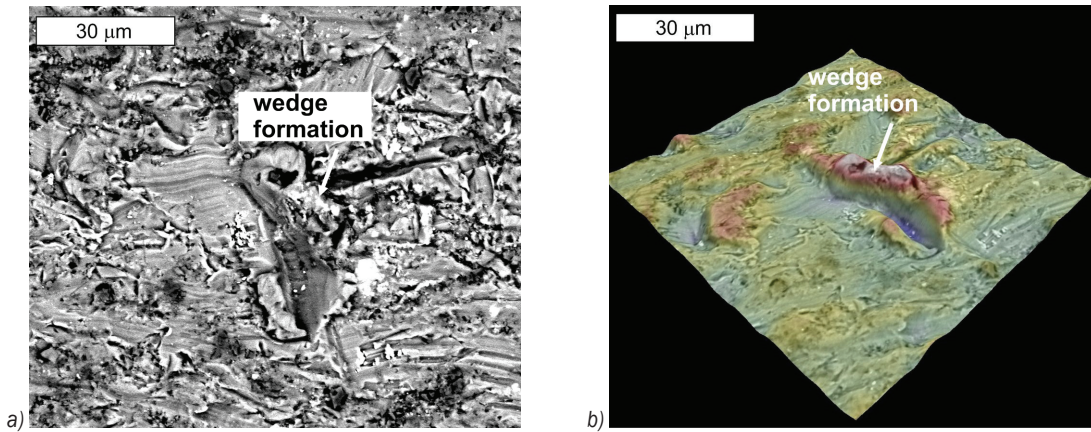 30 μm
wedge
formation
a)
30 μm
wedge
formation
b)